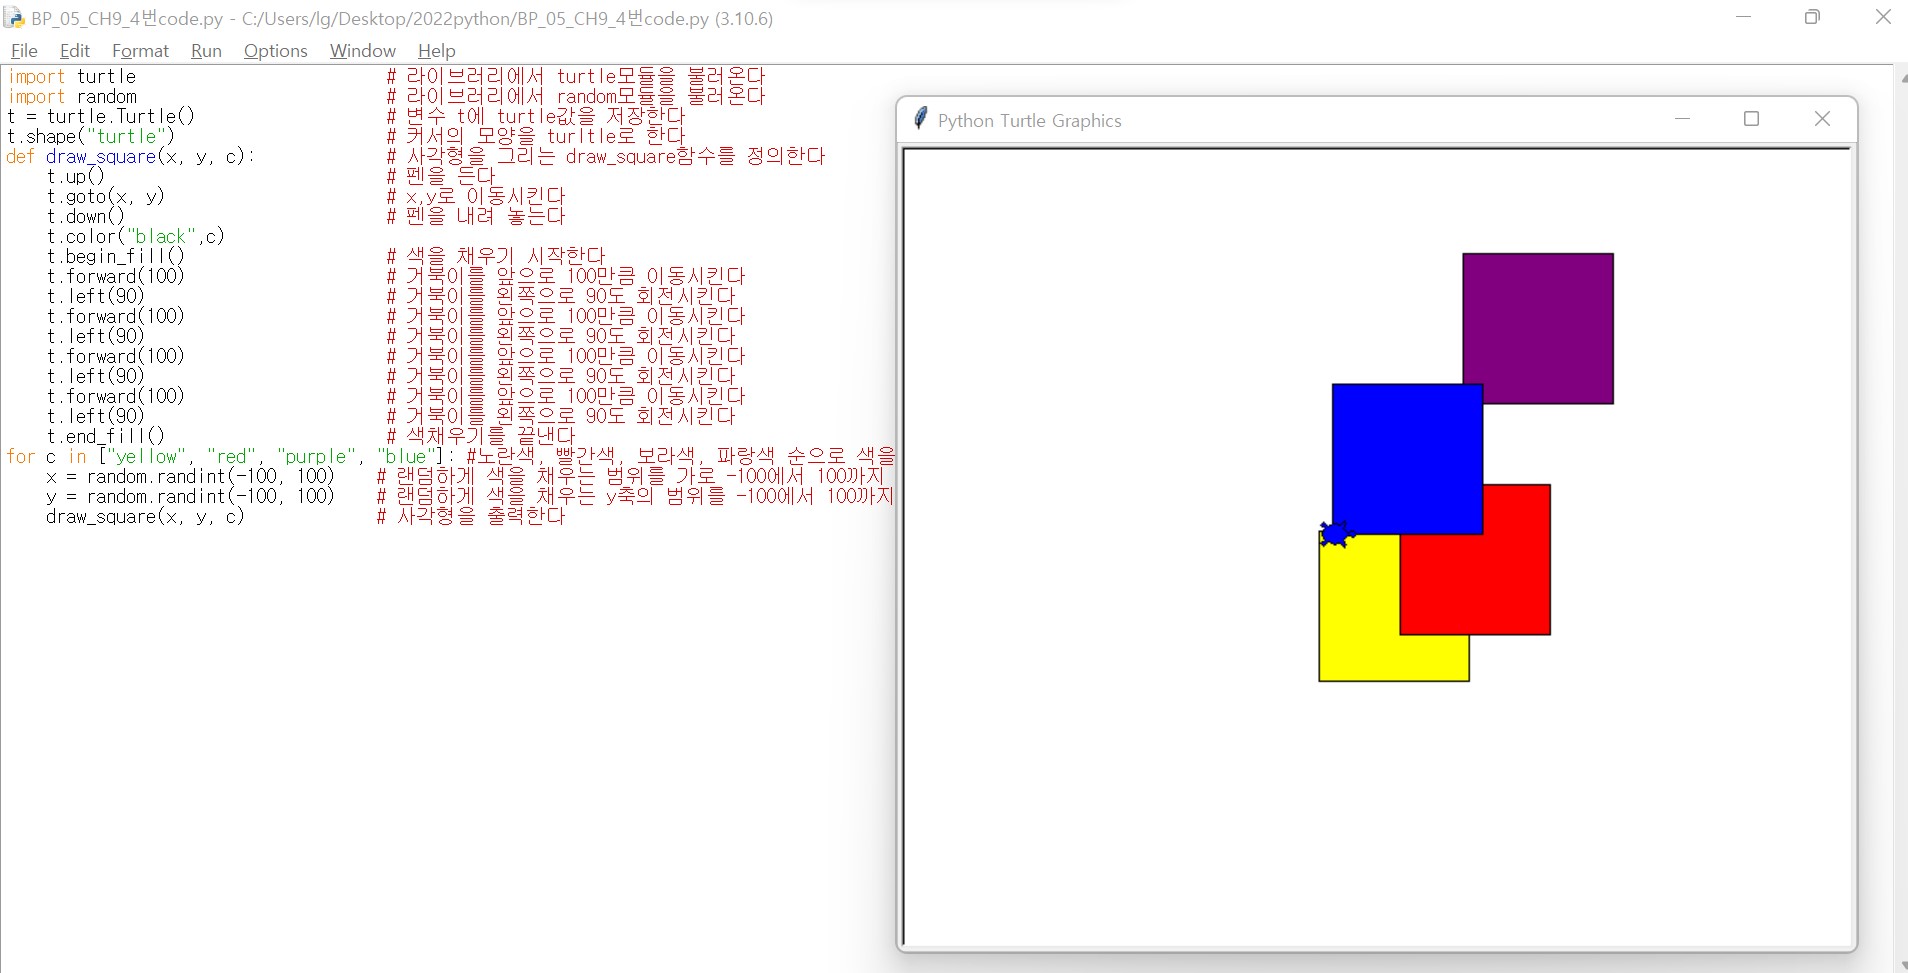 BP_05_CH9_4번code.py - C:/Users/lg/Desktop/2022python/BP_05_CH9_4번code.py (3.10.6)
File Edit Format Run Options Window Help
import turtle # 라이브러리에서 turtle모듈을 불러온다
import random # 라이브러리에서 random모듈을 불러온다
t = turtle.Turtle() # 변수 t에 turtle값을 저장한다
t.shape("turtle") # 커서의 모양을 turltle로 한다
def draw_square(x, y, c): # 사각형을 그리는 draw_square함수를 정의한다
t.up() # 펜을 든다
t.goto(x, y) # x,y로 이동시킨다
t.down() # 펜을 내려 놓는다
t.color("black",c)
t.begin_fill() # 색을 채우기 시작한다
t.forward(100) # 거북이를 앞으로 100만큼 이동시킨다
t.left(90) # 거북이를 왼쪽으로 90도 회전시킨다
t.forward(100) # 거북이를 앞으로 100만큼 이동시킨다
t.left(90) # 거북이를 왼쪽으로 90도 회전시킨다
t.forward(100) # 거북이를 앞으로 100만큼 이동시킨다
t.left(90) # 거북이를 왼쪽으로 90도 회전시킨다
t.forward(100) # 거북이를 앞으로 100만큼 이동시킨다
t.left(90) # 거북이를 왼쪽으로 90도 회전시킨다
t.end_fill() # 색채우기를 끝낸다
for c in ["yellow", "red", "purple", "blue"]: #노란색, 빨간색, 보라색, 파랑색 순으로 색을
x = random.randint(-100, 100) # 랜덤하게 색을 채우는 범위를 가로 -100에서 100까지
y = random.randint(-100, 100) # 랜덤하게 색을 채우는 y축의 범위를 -100에서 100까지
draw_square(x, y, c) # 사각형을 출력한다
Python Turtle Graphics